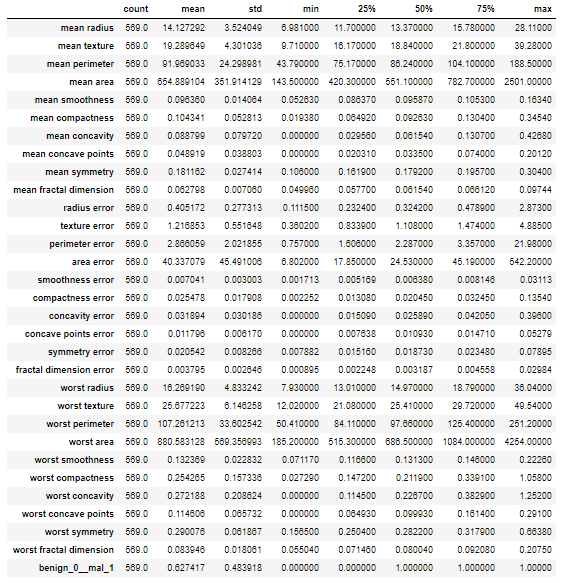 count mean std min 25% 50% 75% max
mean radius 569.0 14.127292 3.524049 6.981000 11.700000 13.370000 15.780000 28.11000
mean texture 569.0 19.289649 4.301036 9.710000 16.170000 18.840000 21.800000 39.28000
mean perimeter 569.0 91.969033 24.298981 43.790000 75.170000 86.240000 104.100000 188.50000
mean area 569.0 654.889104 351.914129 143.500000 420.300000 551.100000 782.700000 2501.00000
mean smoothness 569.0 0.096360 0.014064 0.052630 0.086370 0.095870 0.105300 0.16340
mean compactness 569.0 0.104341 0.052813 0.019380 0.064920 0.092630 0.130400 0.34540
mean concavity 569.0 0.088799 0.079720 0.000000 0.029560 0.061540 0.130700 0.42680
mean concave points 569.0 0.048919 0.038803 0.000000 0.020310 0.033500 0.074000 0.20120
mean symmetry 569.0 0.181162 0.027414 0.106000 0.161900 0.179200 0.195700 0.30400
mean fractal dimension 569.0 0.062798 0.007060 0.049960 0.057700 0.061540 0.066120 0.09744
radius error 569.0 0.405172 0.277313 0.111500 0.232400 0.324200 0.478900 2.87300
texture error 569.0 1.216853 0.551648 0.360200 0.833900 1.108000 1.474000 4.88500
perimeter error 569.0 2.866059 2.021855 0.757000 1.606000 2.287000 3.357000 21.98000
area error 569.0 40.337079 45.491006 6.802000 17.850000 24.530000 45.190000 542.20000
smoothness error 569.0 0.007041 0.003003 0.001713 0.005169 0.006380 0.008146 0.03113
compactness error 569.0 0.025478 0.017908 0.002252 0.013080 0.020450 0.032450 0.13540
concavity error 569.0 0.031894 0.030186 0.000000 0.015090 0.025890 0.042050 0.39600
concave points error 569.0 0.011796 0.006170 0.000000 0.007638 0.010930 0.014710 0.05279
symmetry error 569.0 0.020542 0.008266 0.007882 0.015160 0.018730 0.023480 0.07895
fractal dimension error 569.0 0.003795 0.002646 0.000895 0.002248 0.003187 0.004558 0.02984
worst radius 569.0 16.269190 4.833242 7.930000 13.010000 14.970000 18.790000 36.04000
worst texture 569.0 25.677223 6.146258 12.020000 21.080000 25.410000 29.720000 49.54000
worst perimeter 569.0 107.261213 33.602542 50.410000 84.110000 97.660000 125.400000 251.20000
worst area 569.0 880.583128 569.356993 185.200000 515.300000 686.500000 1084.000000 4254.00000
worst smoothness 569.0 0.132369 0.022832 0.071170 0.116600 0.131300 0.146000 0.22260
worst compactness 569.0 0.254265 0.157336 0.027290 0.147200 0.211900 0.339100 1.05800
worst concavity 569.0 0.272188 0.208624 0.000000 0.114500 0.226700 0.382900 1.25200
worst concave points 569.0 0.114606 0.065732 0.000000 0.064930 0.099930 0.161400 0.29100
worst symmetry 569.0 0.290076 0.061867 0.156500 0.250400 0.282200 0.317900 0.66380
worst fractal dimension 569.0 0.083946 0.018061 0.055040 0.071460 0.080040 0.092080 0.20750
benign_0__mal_1 569.0 0.627417 0.483918 0.000000 0.000000 1.000000 1.000000 1.00000